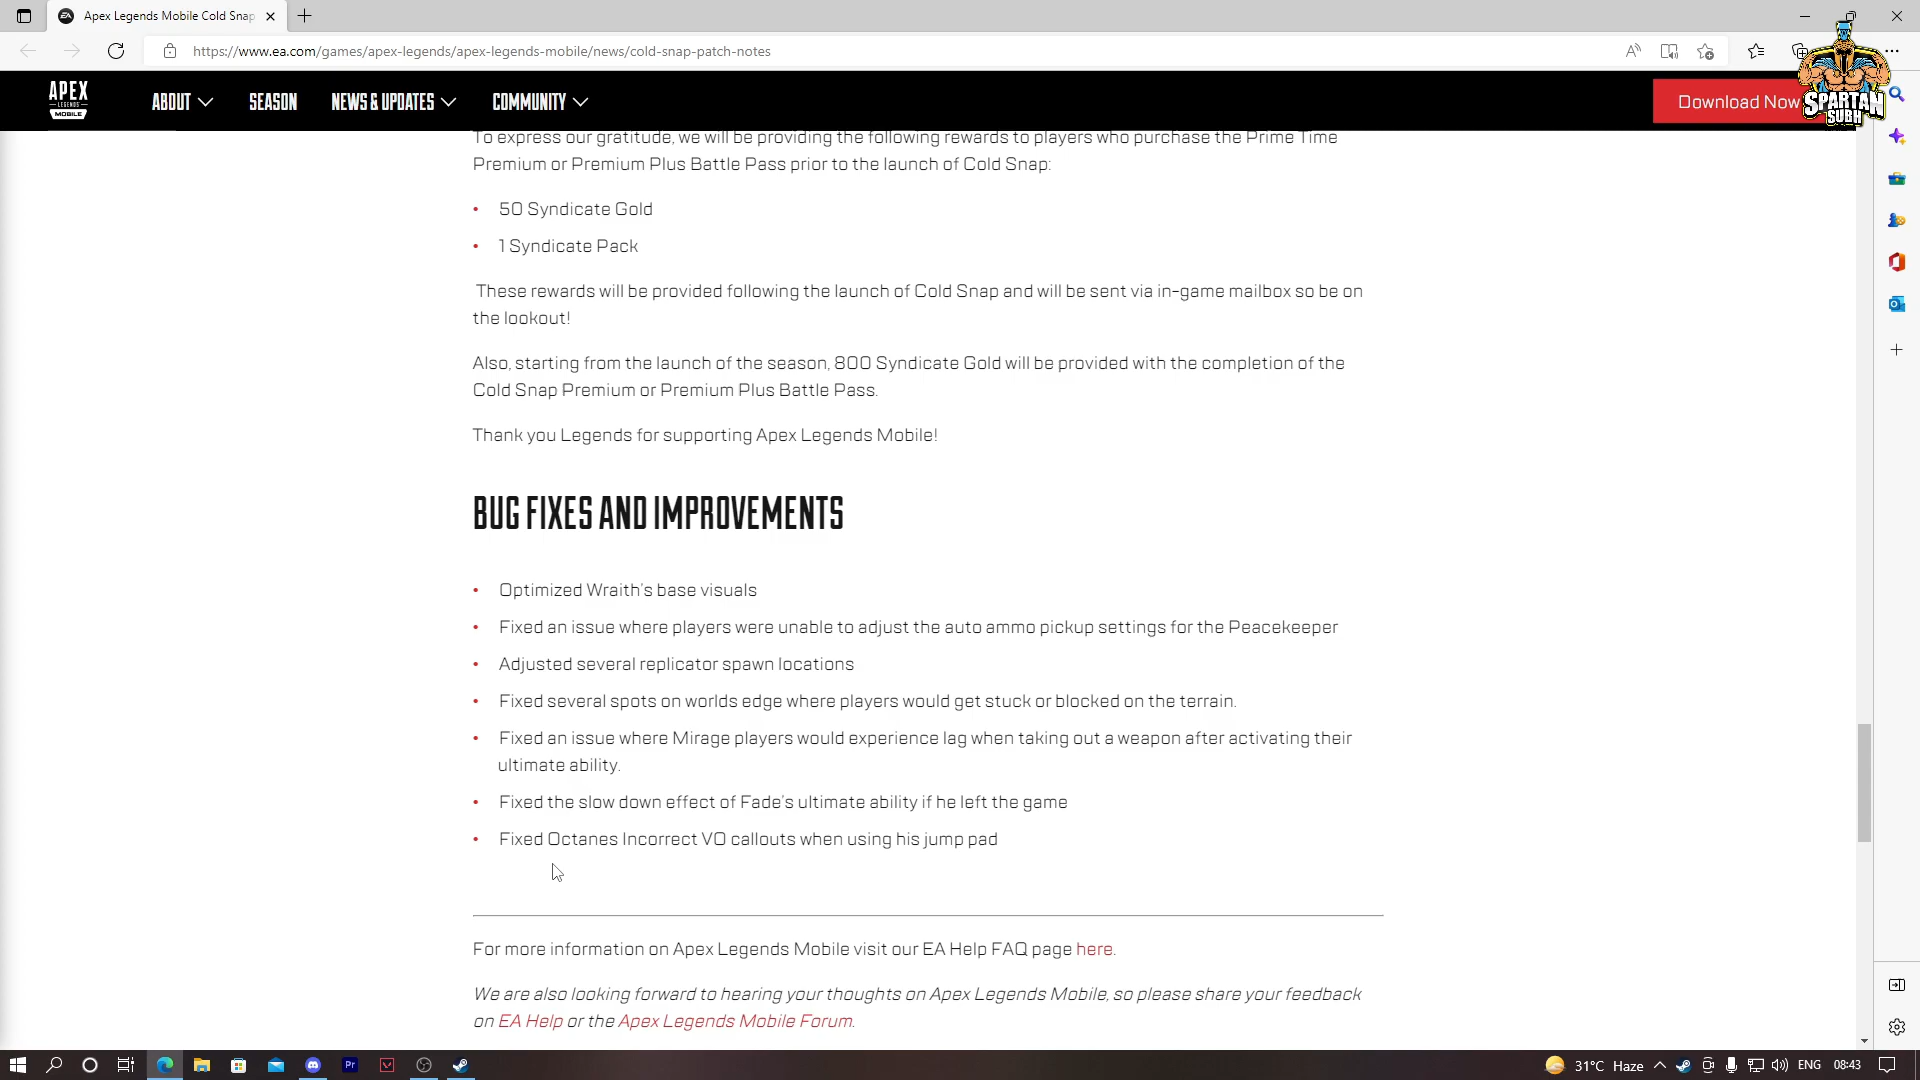 Apex Legends Mobile Cold Snap
https://www.ea.com/games/apex-legends/apex-legends-mobile/news/cold-snap-patch-notes
APEX
LEGENDS
MOBILE
ABOUT
SEASON
NEWS & UPDATES
COMMUNITY
Download Now
SPARTAN
SUBH
To express our gratitude, we will be providing the following rewards to players who purchase the Prime Time
Premium or Premium Plus Battle Pass prior to the launch of Cold Snap:
• 50 Syndicate Gold
• 1 Syndicate Pack
These rewards will be provided following the launch of Cold Snap and will be sent via in-game mailbox so be on
the lookout!
Also, starting from the launch of the season, 800 Syndicate Gold will be provided with the completion of the
Cold Snap Premium or Premium Plus Battle Pass.
Thank you Legends for supporting Apex Legends Mobile!
BUG FIXES AND IMPROVEMENTS
• Optimized Wraith's base visuals
• Fixed an issue where players were unable to adjust the auto ammo pickup settings for the Peacekeeper
• Adjusted several replicator spawn locations
• Fixed several spots on worlds edge where players would get stuck or blocked on the terrain.
• Fixed an issue where Mirage players would experience lag when taking out a weapon after activating their
ultimate ability.
• Fixed the slow down effect of Fade's ultimate ability if he left the game
• Fixed Octanes Incorrect VO callouts when using his jump pad
For more information on Apex Legends Mobile visit our EA Help FAQ page here.
We are also looking forward to hearing your thoughts on Apex Legends Mobile, so please share your feedback
on EA Help or the Apex Legends Mobile Forum.
Pr
31°C Haze
ENG
08:43